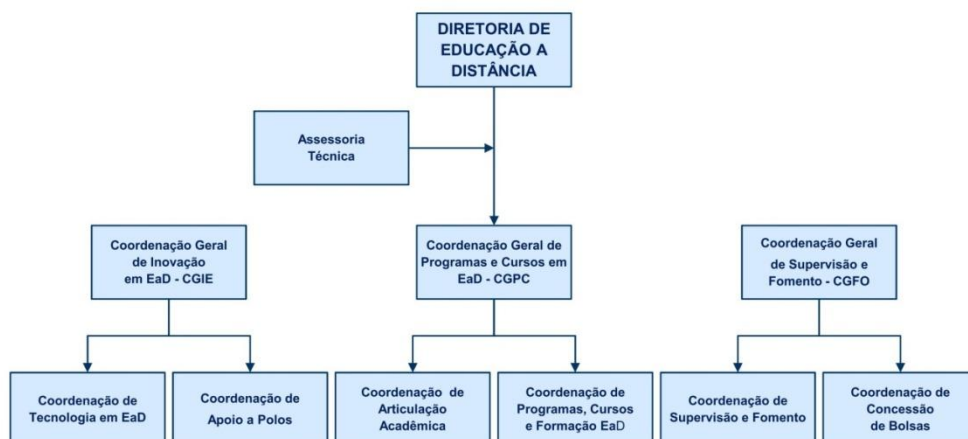 DIRETORIA DE
EDUCAÇÃO A
DISTÂNCIA
Assessoria
Técnica
Coordenação Geral
de Inovação
em EaD - CGIE
Coordenação Geral de
Programas e Cursos em
EaD - CGPC
Coordenação Geral
de Supervisão e
Fomento - CGFO
Coordenação de
Tecnologia em EaD
Coordenação de
Apoio a Polos
Coordenação de
Articulação
Acadêmica
Coordenação de
Programas, Cursos
e Formação EaD
Coordenação de
Supervisão e Fomento
Coordenação de
Concessão
de Bolsas